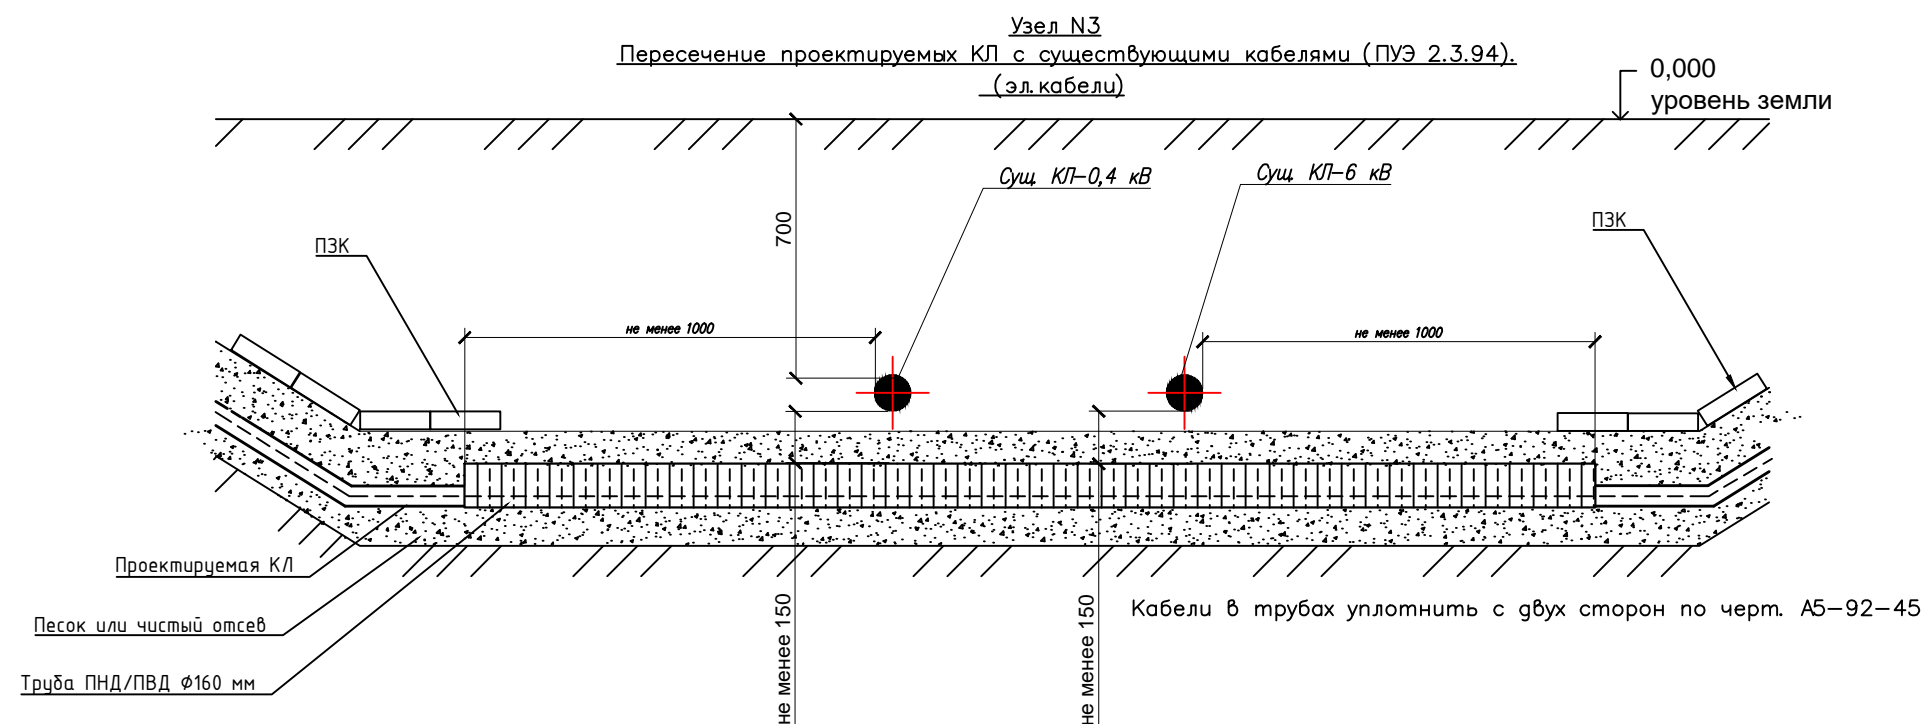 Узел N3
Пересечение проектируемых КЛ с существующими кабелями (ПУЭ 2.3.94).
(эл.кабели)
0,000
уровень земли
Сущ. КЛ-0,4 кВ
Сущ. КЛ-6 кВ
700
ПЗК
ПЗК
не менее 1000
не менее 1000
Проектируемая КЛ
Песок или чистый отсев
Труба ПНД/ПВД Ø160 мм
не менее 150
не менее 150
Кабели в трубах уплотнить с двух сторон по черт. А5-92-45